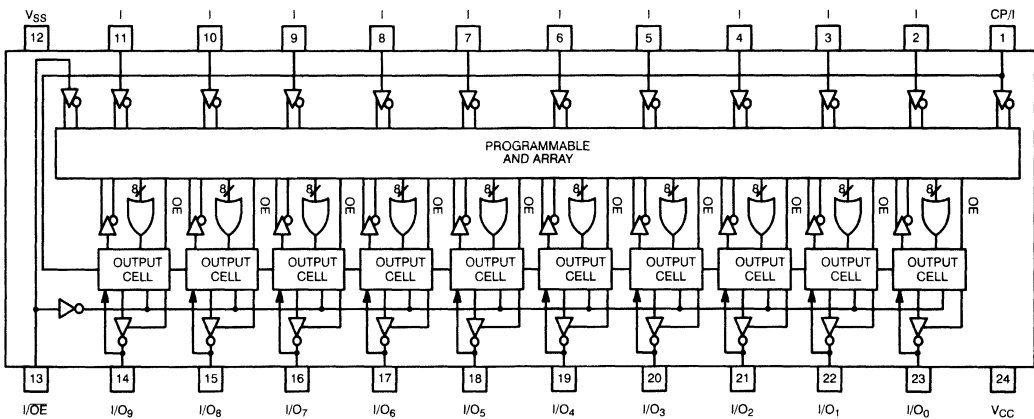 V_SS I I I I I I I I I I CP/I
12 11 10 9 8 7 6 5 4 3 2 1
PROGRAMMABLE
AND ARRAY
8 8 8 8 8 8 8 8 8 8
OE OE OE OE OE OE OE OE OE OE
OUTPUT CELL OUTPUT CELL OUTPUT CELL OUTPUT CELL OUTPUT CELL OUTPUT CELL OUTPUT CELL OUTPUT CELL OUTPUT CELL OUTPUT CELL
13 14 15 16 17 18 19 20 21 22 23 24
I/O̅E̅ I/O₉ I/O₈ I/O₇ I/O₆ I/O₅ I/O₄ I/O₃ I/O₂ I/O₁ I/O₀ V_CC